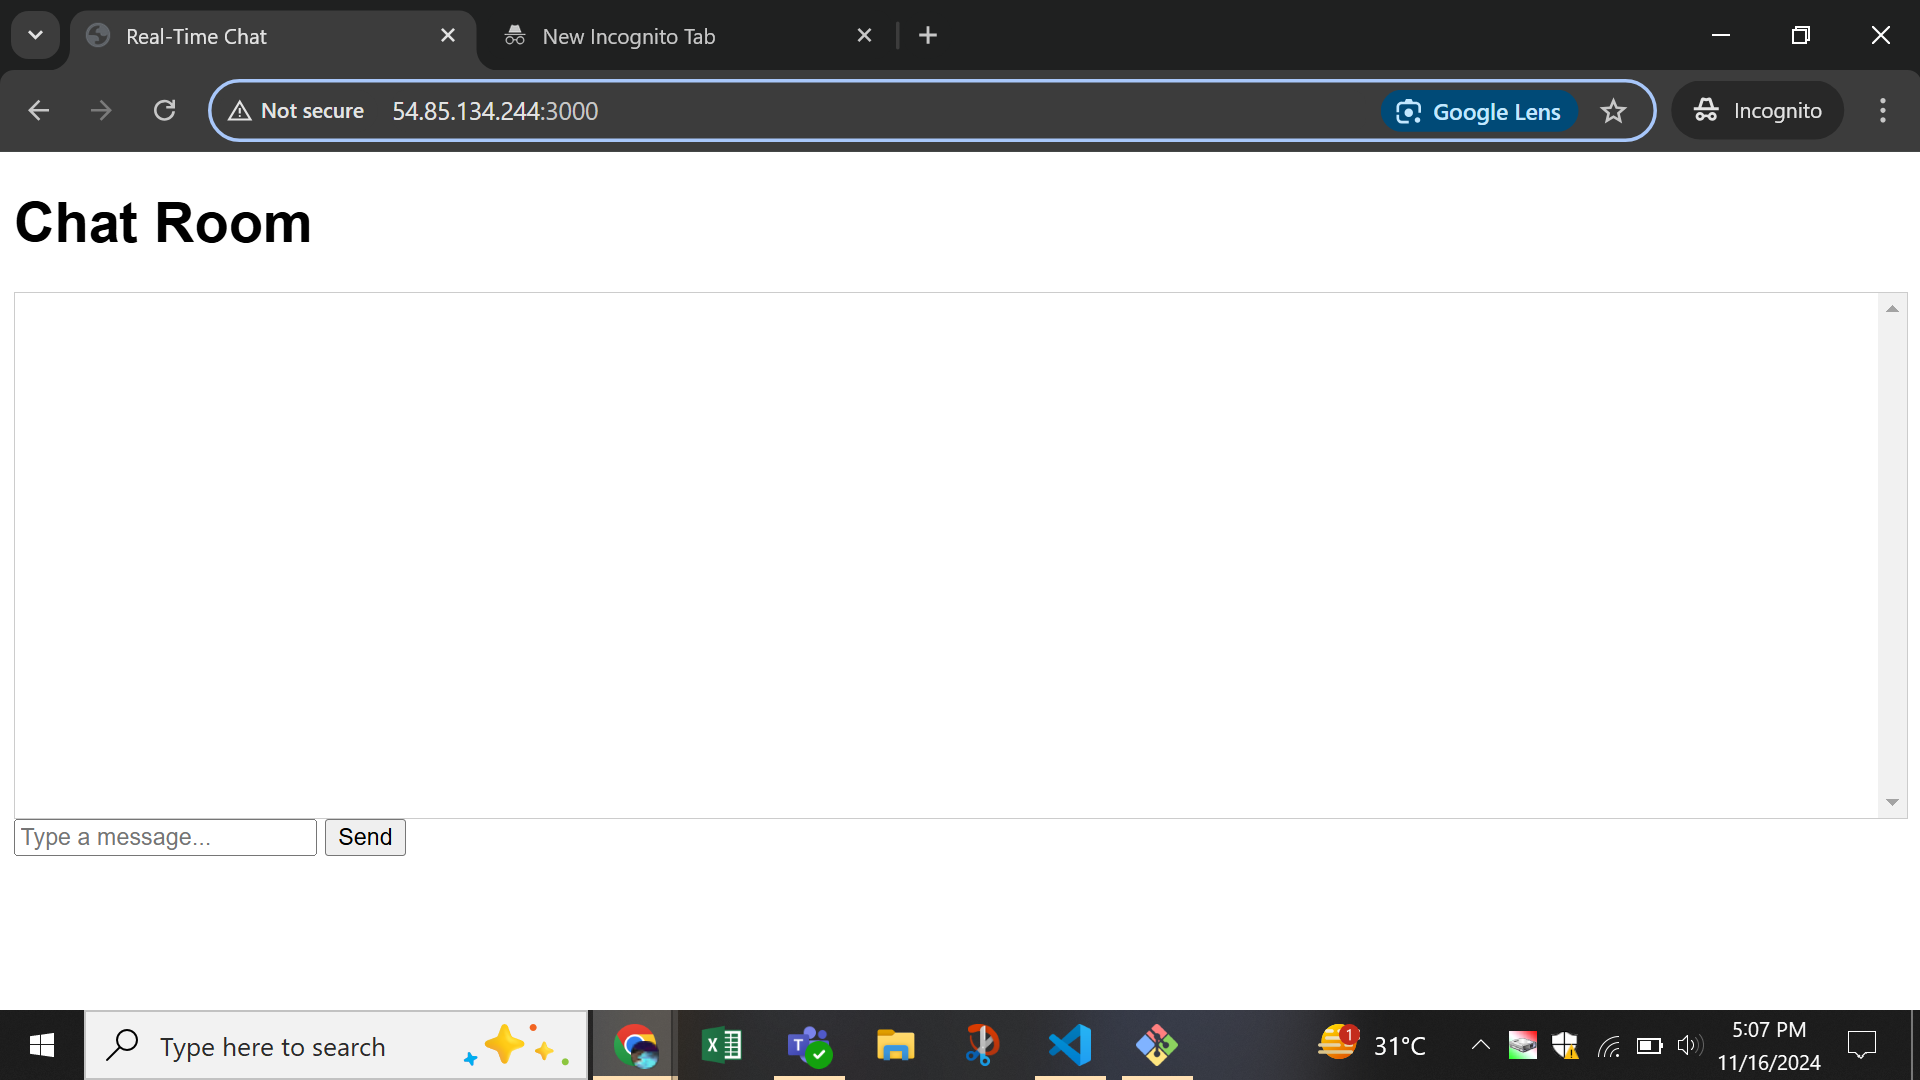 Real-Time Chat
New Incognito Tab
Not secure
54.85.134.244:3000
Google Lens
Incognito
Chat Room
Type a message...
Send
Type here to search
X
T
1
31°C
5:07 PM
11/16/2024